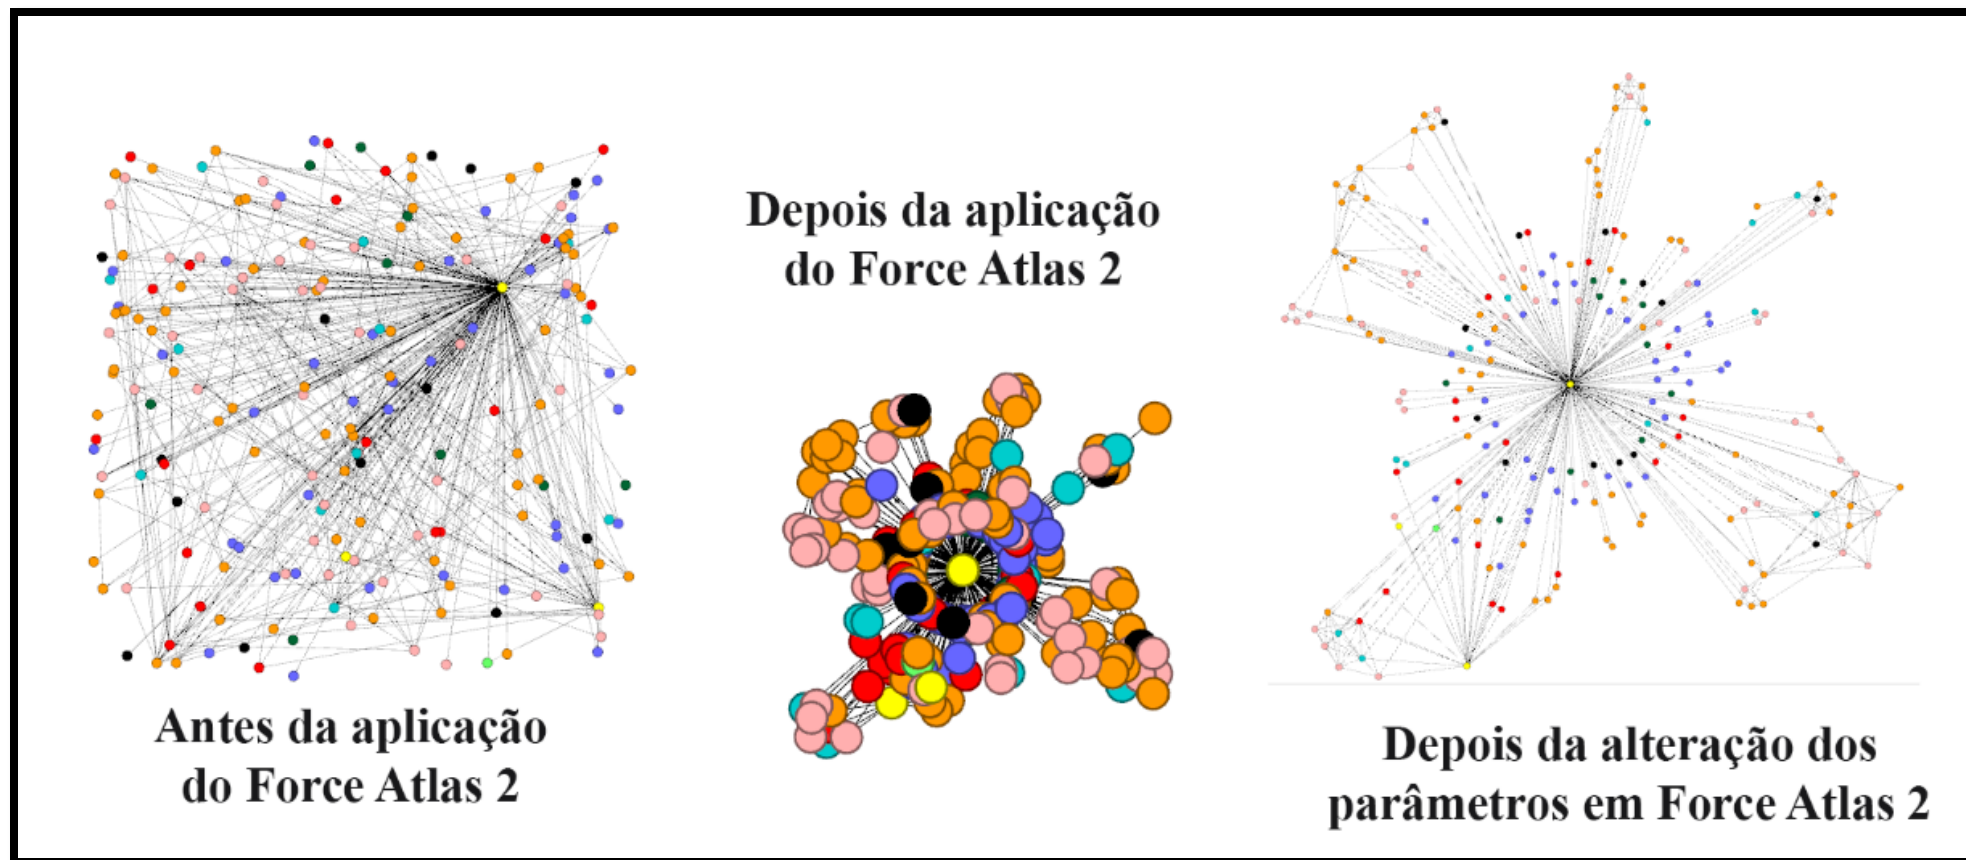 Antes da aplicação
do Force Atlas 2
Depois da aplicação
do Force Atlas 2
Depois da alteração dos
parâmetros em Force Atlas 2